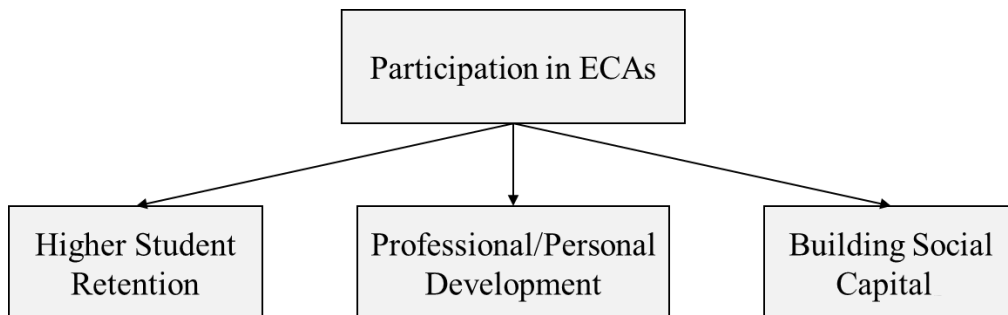 Participation in ECAs
Higher Student
Retention
Professional/Personal
Development
Building Social
Capital